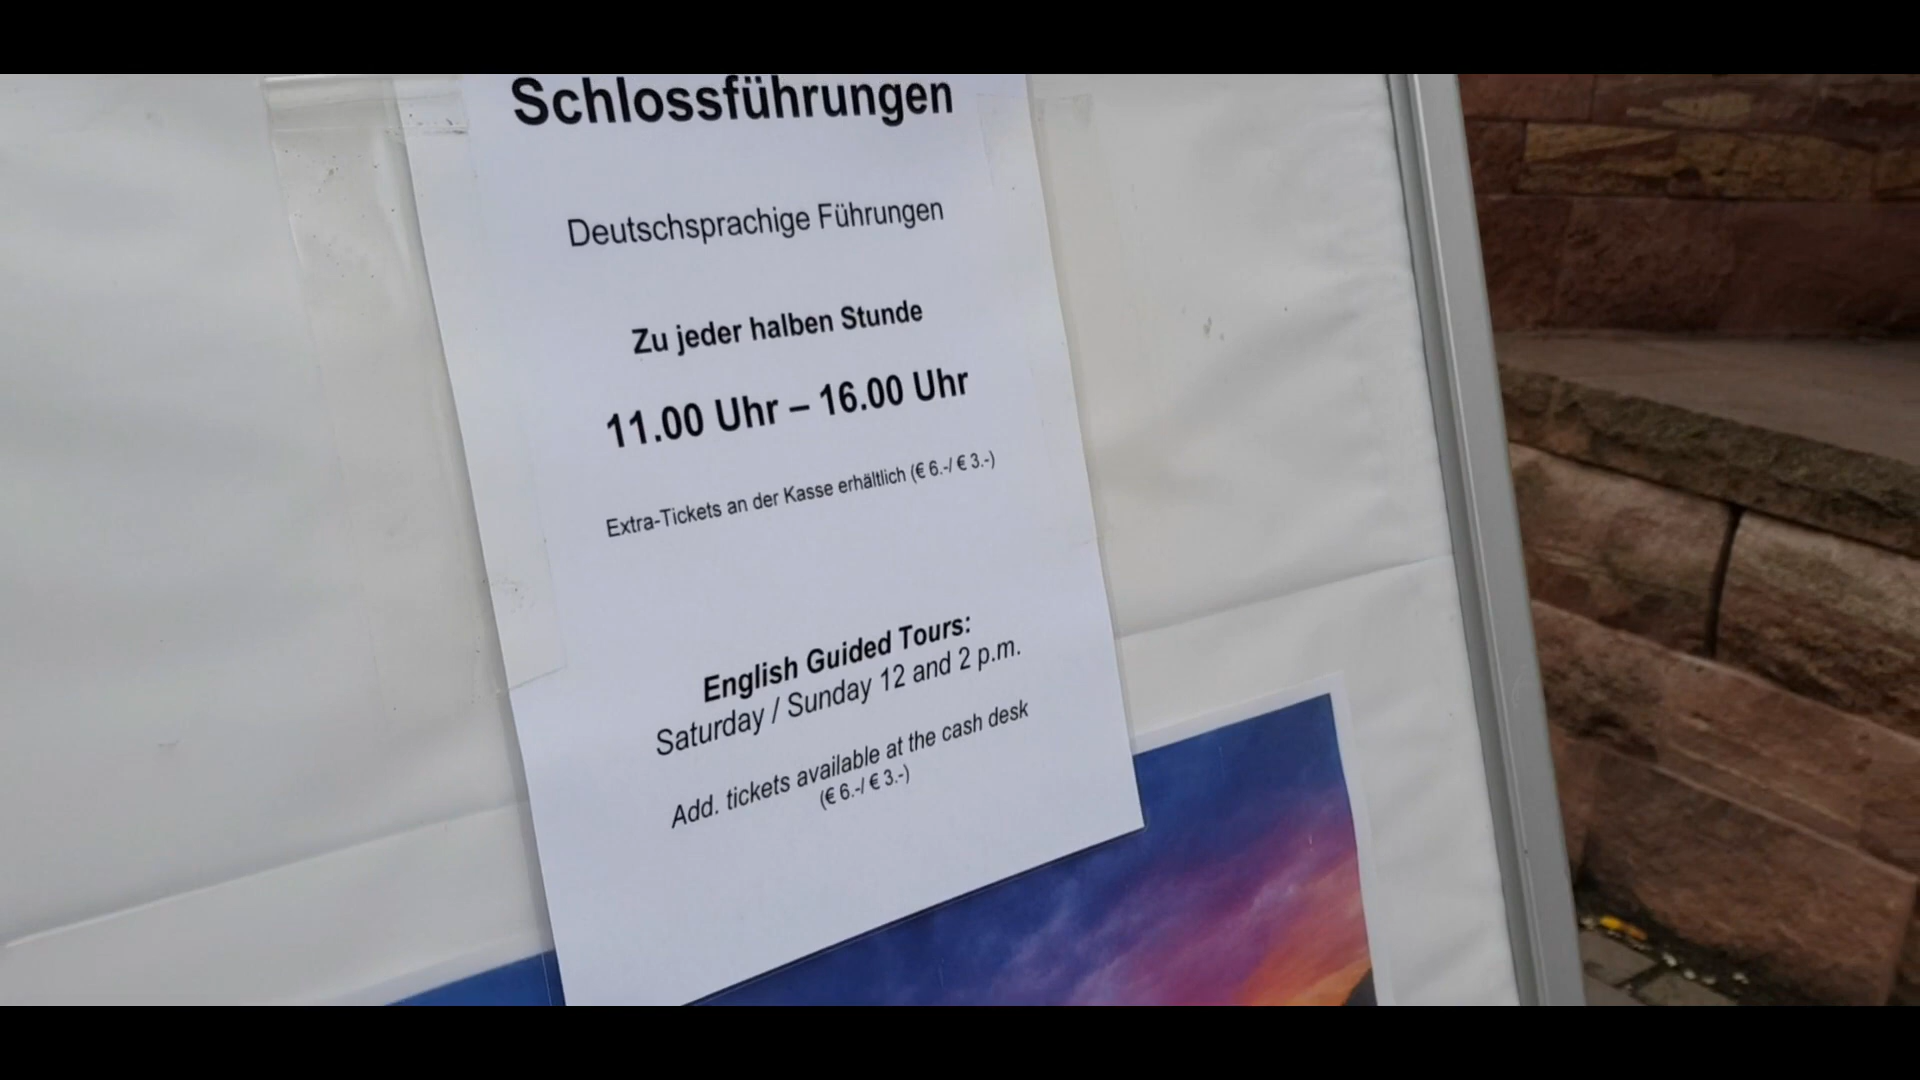 Schlossführungen
Deutschsprachige Führungen
Zu jeder halben Stunde
11.00 Uhr – 16.00 Uhr
Extra-Tickets an der Kasse erhältlich (€ 6.-/ € 3.-)
English Guided Tours:
Saturday / Sunday 12 and 2 p.m.
Add. tickets available at the cash desk
(€ 6.-/ € 3.-)